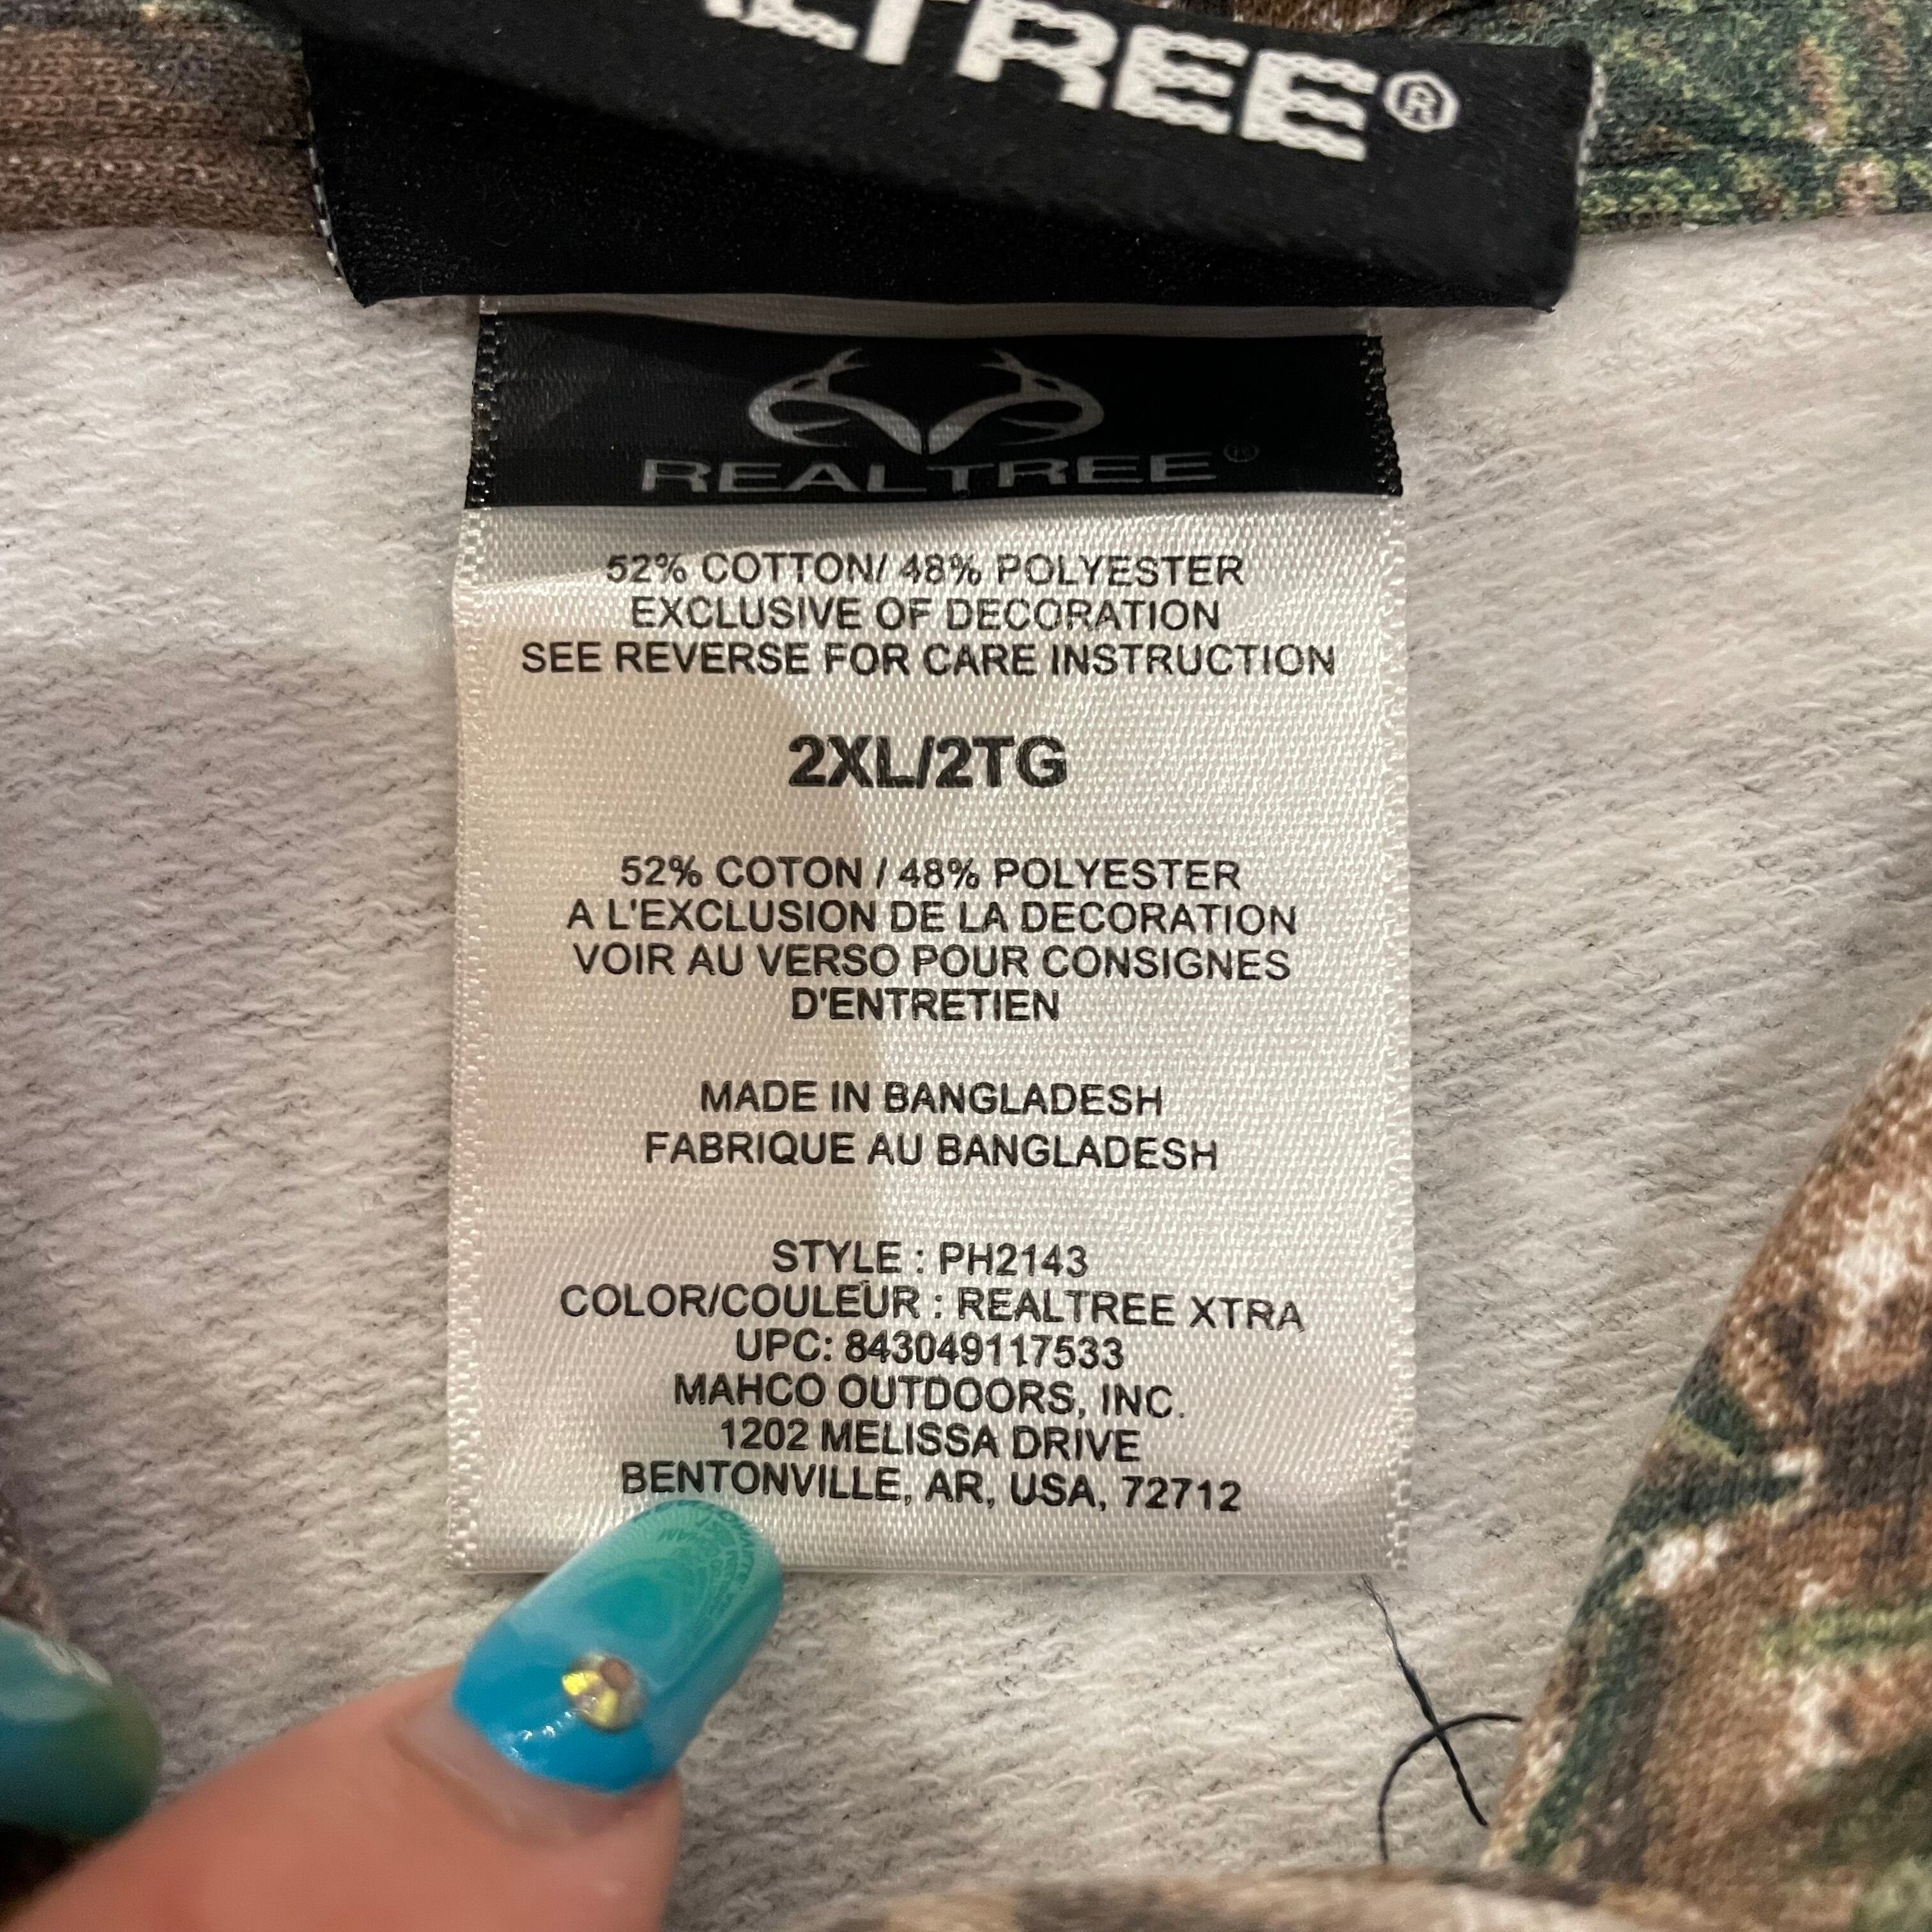 REALTREE®
52% COTTON/ 48% POLYESTER
EXCLUSIVE OF DECORATION
SEE REVERSE FOR CARE INSTRUCTION
2XL/2TG
52% COTON / 48% POLYESTER
A L'EXCLUSION DE LA DECORATION
VOIR AU VERSO POUR CONSIGNES
D'ENTRETIEN
MADE IN BANGLADESH
FABRIQUE AU BANGLADESH
STYLE : PH2143
COLOR/COULEUR : REALTREE XTRA
UPC: 843049117533
MAHCO OUTDOORS, INC.
1202 MELISSA DRIVE
BENTONVILLE, AR, USA, 72712